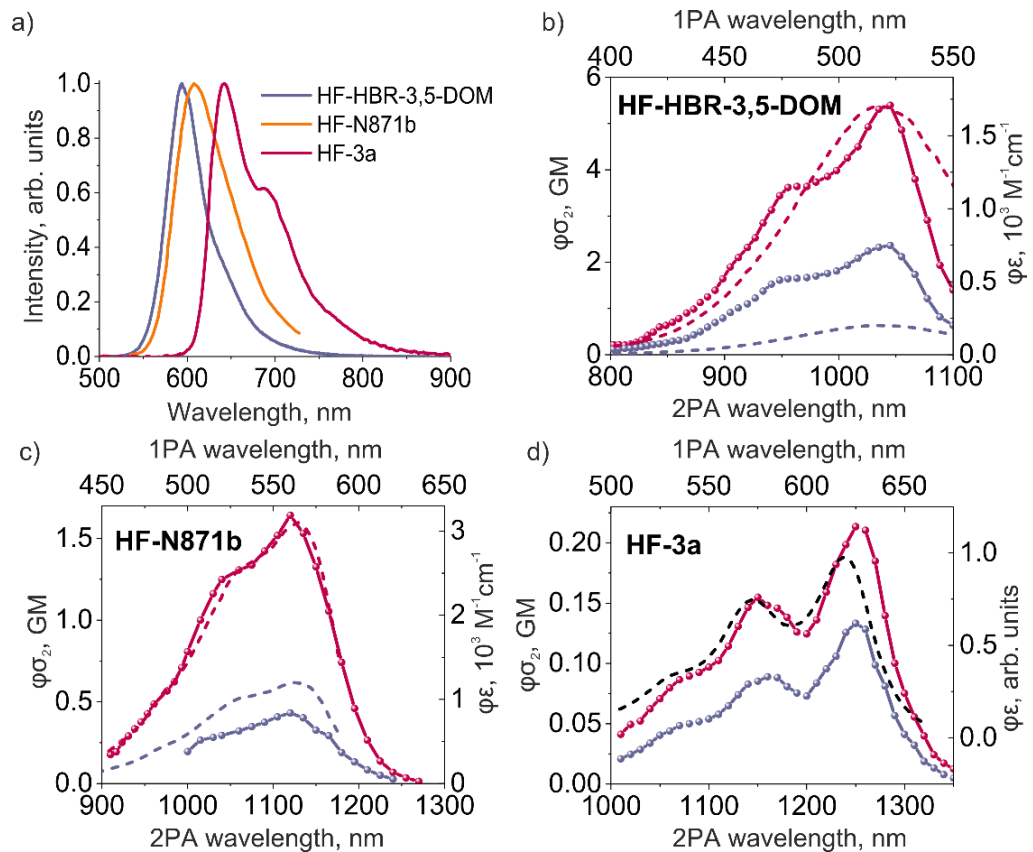 a)
Intensity, arb. units
1.0
0.8
0.6
0.4
0.2
0.0
HF-HBR-3,5-DOM
HF-N871b
HF-3a
500 600 700 800 900
Wavelength, nm
b)
1PA wavelength, nm
400 450 500 550
HF-HBR-3,5-DOM
φσ₂, GM
6
4
2
0
φε, 10³ M⁻¹cm⁻¹
1.5
1.0
0.5
0.0
800 900 1000 1100
2PA wavelength, nm
c)
1PA wavelength, nm
450 500 550 600 650
HF-N871b
φσ₂, GM
1.5
1.0
0.5
0.0
φε, 10³ M⁻¹cm⁻¹
3
2
1
0
900 1000 1100 1200 1300
2PA wavelength, nm
d)
1PA wavelength, nm
500 550 600 650
HF-3a
φσ₂, GM
0.20
0.15
0.10
0.05
0.00
φε, arb. units
1.0
0.5
0.0
1000 1100 1200 1300
2PA wavelength, nm